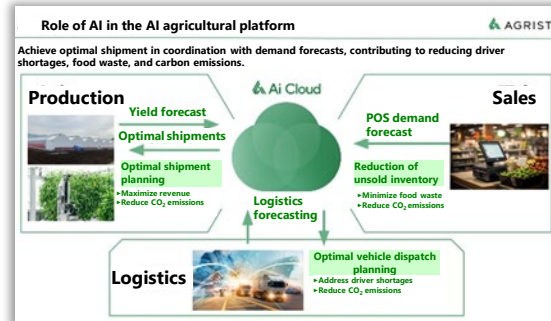 Role of AI in the AI agricultural platform
AGRIST
Achieve optimal shipment in coordination with demand forecasts, contributing to reducing driver
shortages, food waste, and carbon emissions.
Production
Yield forecast
Optimal shipments
Optimal shipment
planning
▸Maximize revenue
▸Reduce CO₂ emissions
Ai Cloud
Logistics
forecasting
Sales
POS demand
forecast
Reduction of
unsold inventory
▸Minimize food waste
▸Reduce CO₂ emissions
Logistics
Optimal vehicle dispatch
planning
▸Address driver shortages
▸Reduce CO₂ emissions